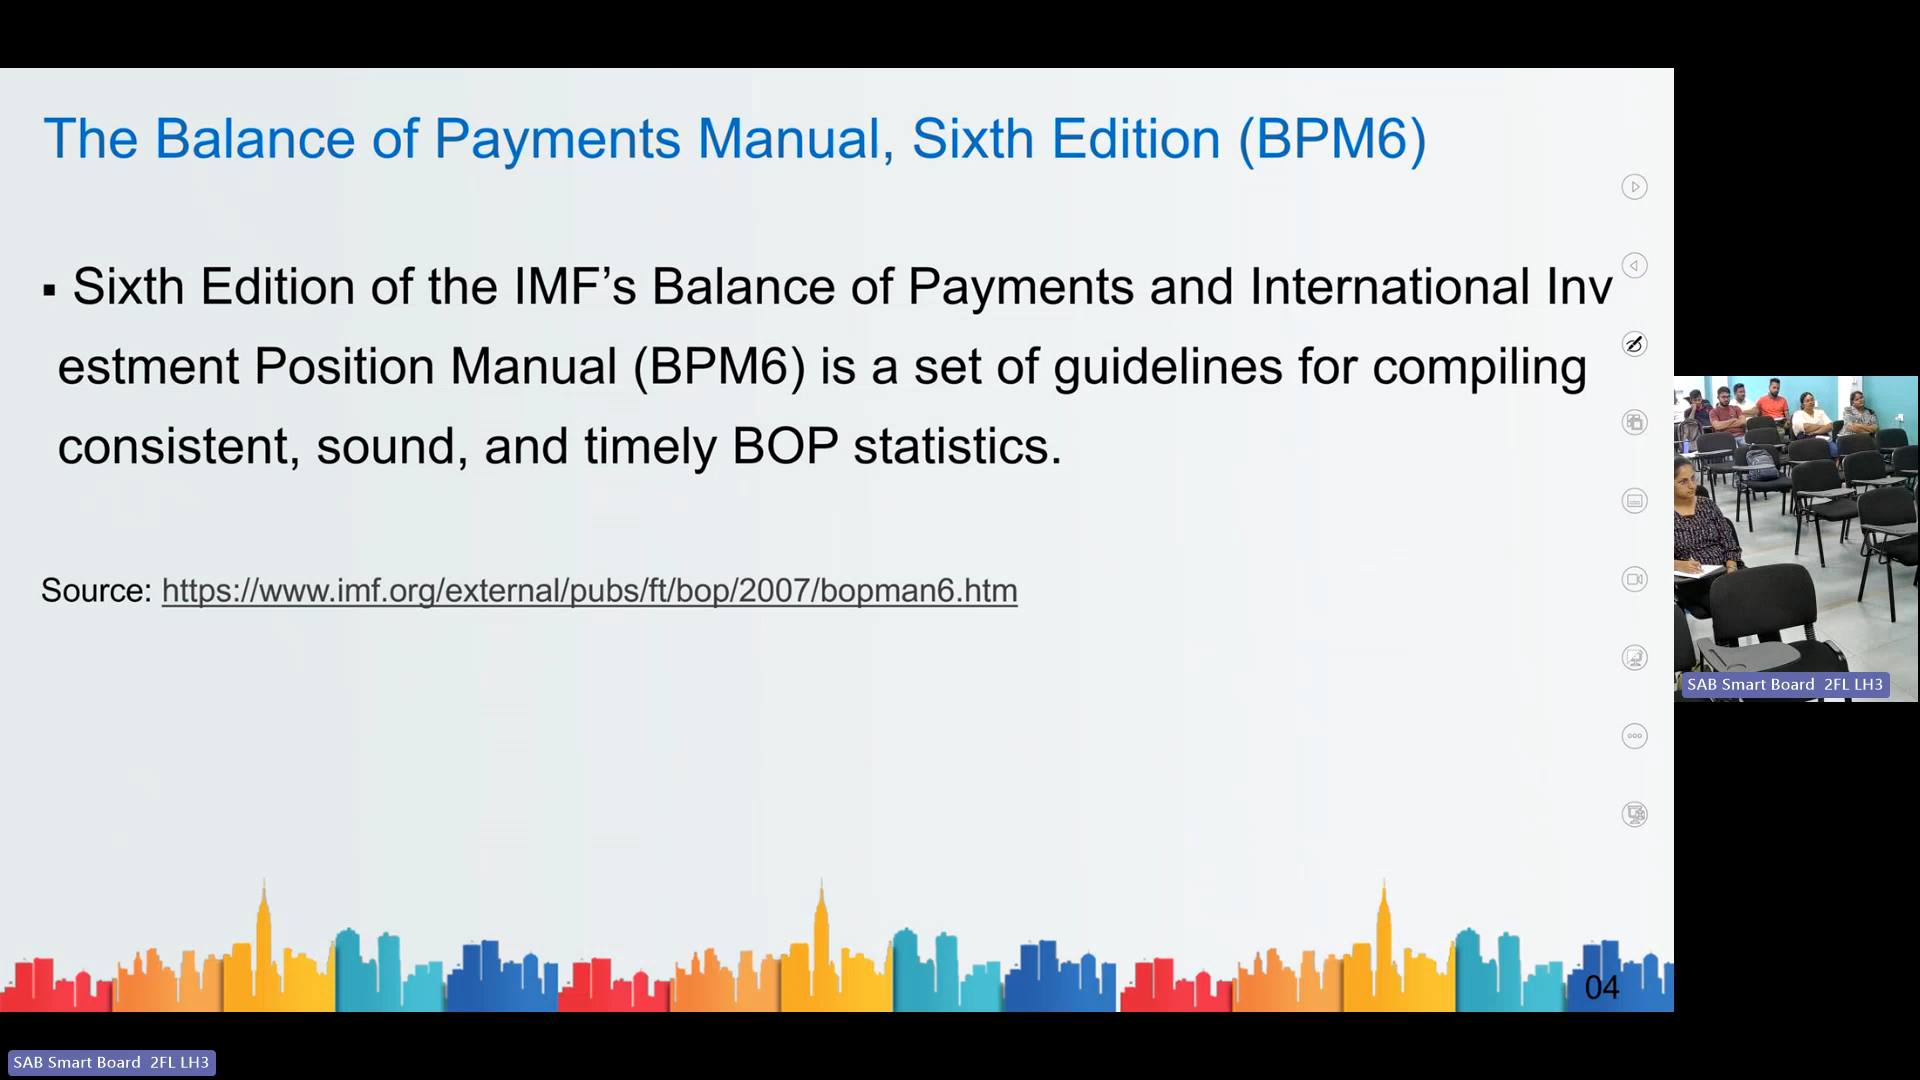 The Balance of Payments Manual, Sixth Edition (BPM6)
▪ Sixth Edition of the IMF’s Balance of Payments and International Inv
estment Position Manual (BPM6) is a set of guidelines for compiling
consistent, sound, and timely BOP statistics.
Source: https://www.imf.org/external/pubs/ft/bop/2007/bopman6.htm
04
SAB Smart Board 2FL LH3
SAB Smart Board 2FL LH3